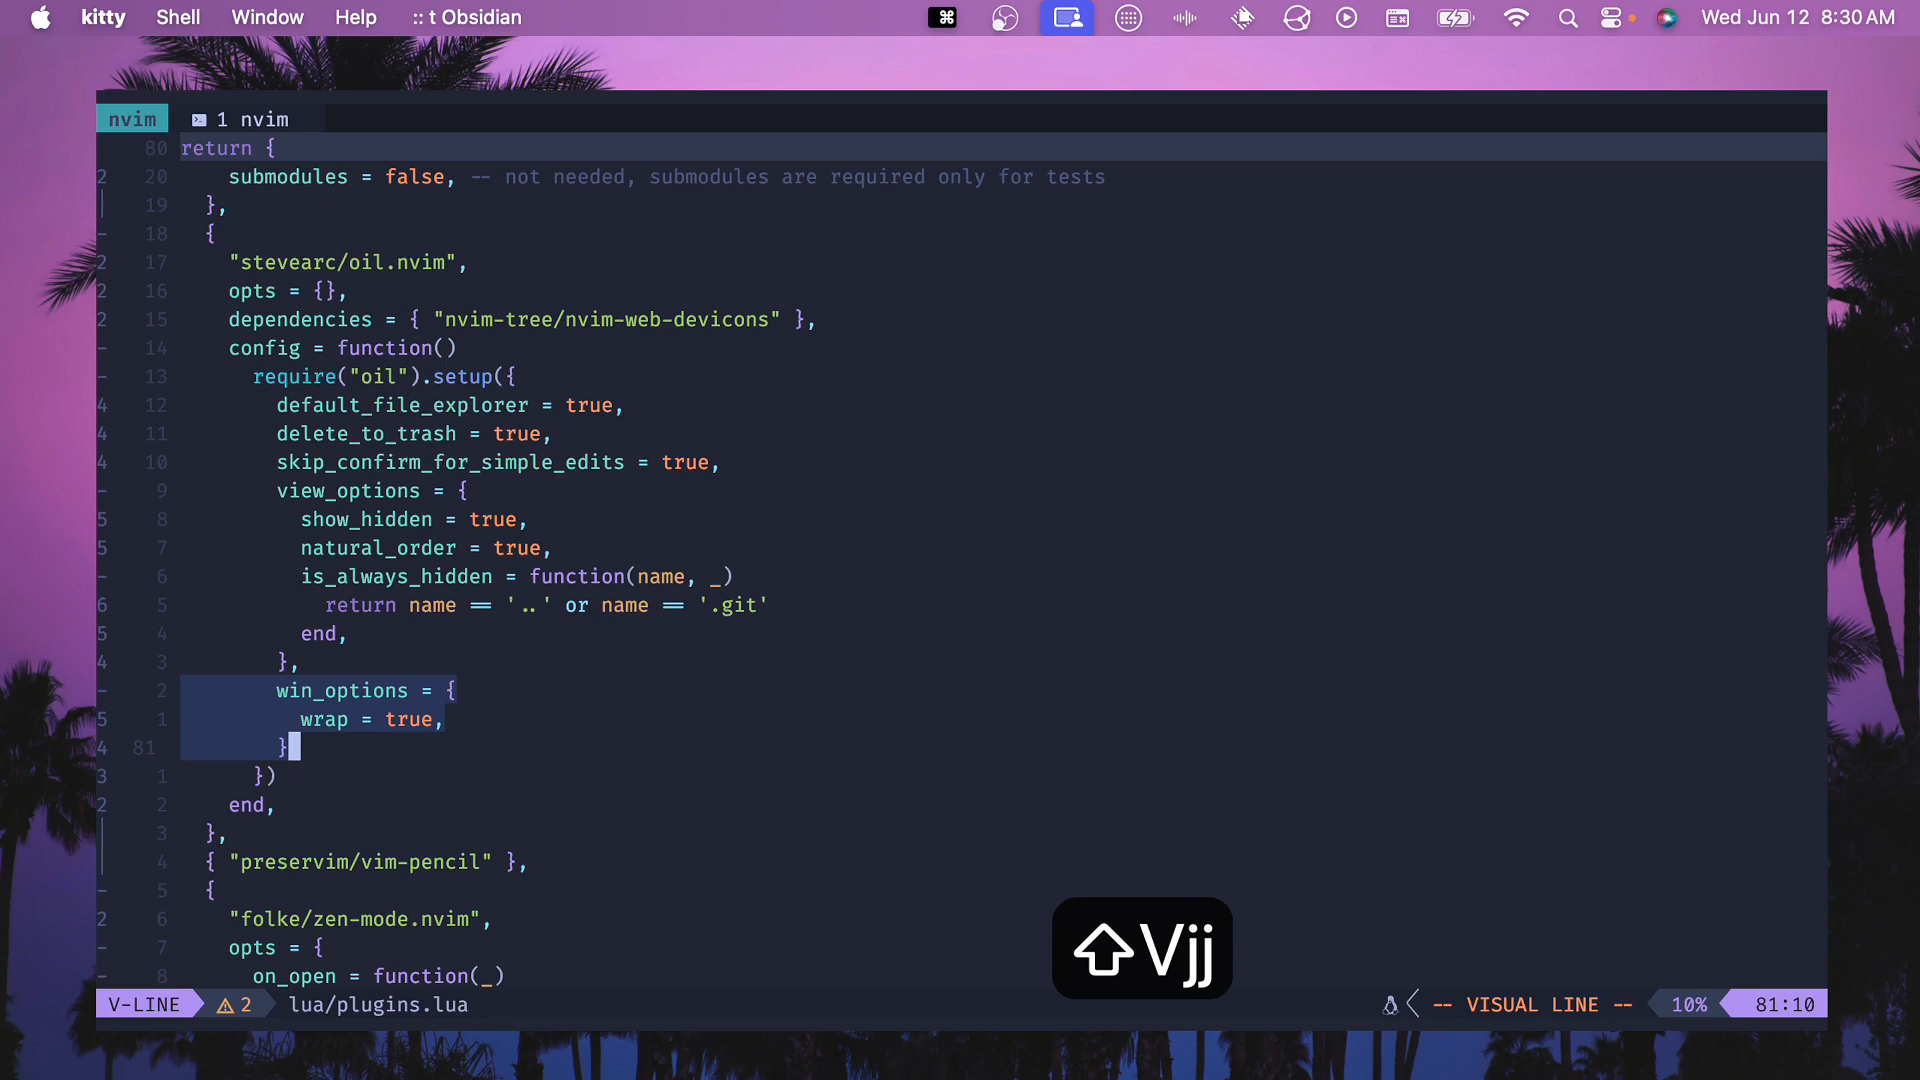 kitty Shell Window Help :: t Obsidian Wed Jun 12 8:30 AM
nvim 1 nvim
80 return {
2 20 submodules = false, -- not needed, submodules are required only for tests
19 },
- 18 {
2 17 "stevearc/oil.nvim",
2 16 opts = {},
2 15 dependencies = { "nvim-tree/nvim-web-devicons" },
- 14 config = function()
- 13 require("oil").setup({
4 12 default_file_explorer = true,
4 11 delete_to_trash = true,
4 10 skip_confirm_for_simple_edits = true,
- 9 view_options = {
5 8 show_hidden = true,
5 7 natural_order = true,
- 6 is_always_hidden = function(name, _)
6 5 return name == '..' or name == '.git'
5 4 end,
4 3 },
- 2 win_options = {
5 1 wrap = true,
4 81 }
3 1 })
2 2 end,
3 },
4 { "preservim/vim-pencil" },
- 5 {
2 6 "folke/zen-mode.nvim",
- 7 opts = {
- 8 on_open = function(_)
⇧Vjj
V-LINE ⚠ 2 lua/plugins.lua -- VISUAL LINE -- 10% 81:10